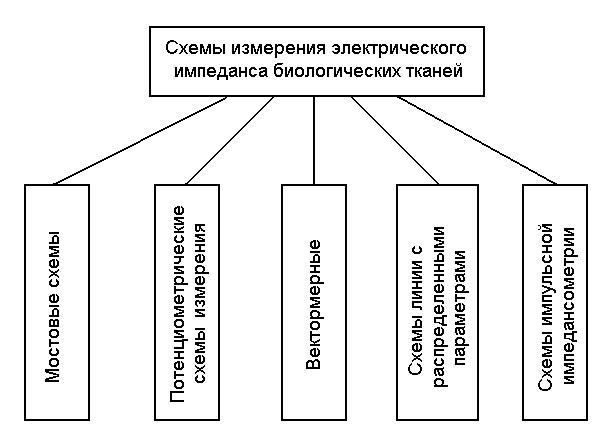 Схемы измерения электрического
импеданса биологических тканей
Мостовые схемы
Потенциометрические
схемы измерения
Вектормерные
Схемы линии с
распределенными
параметрами
Схемы импульсной
импедансометрии